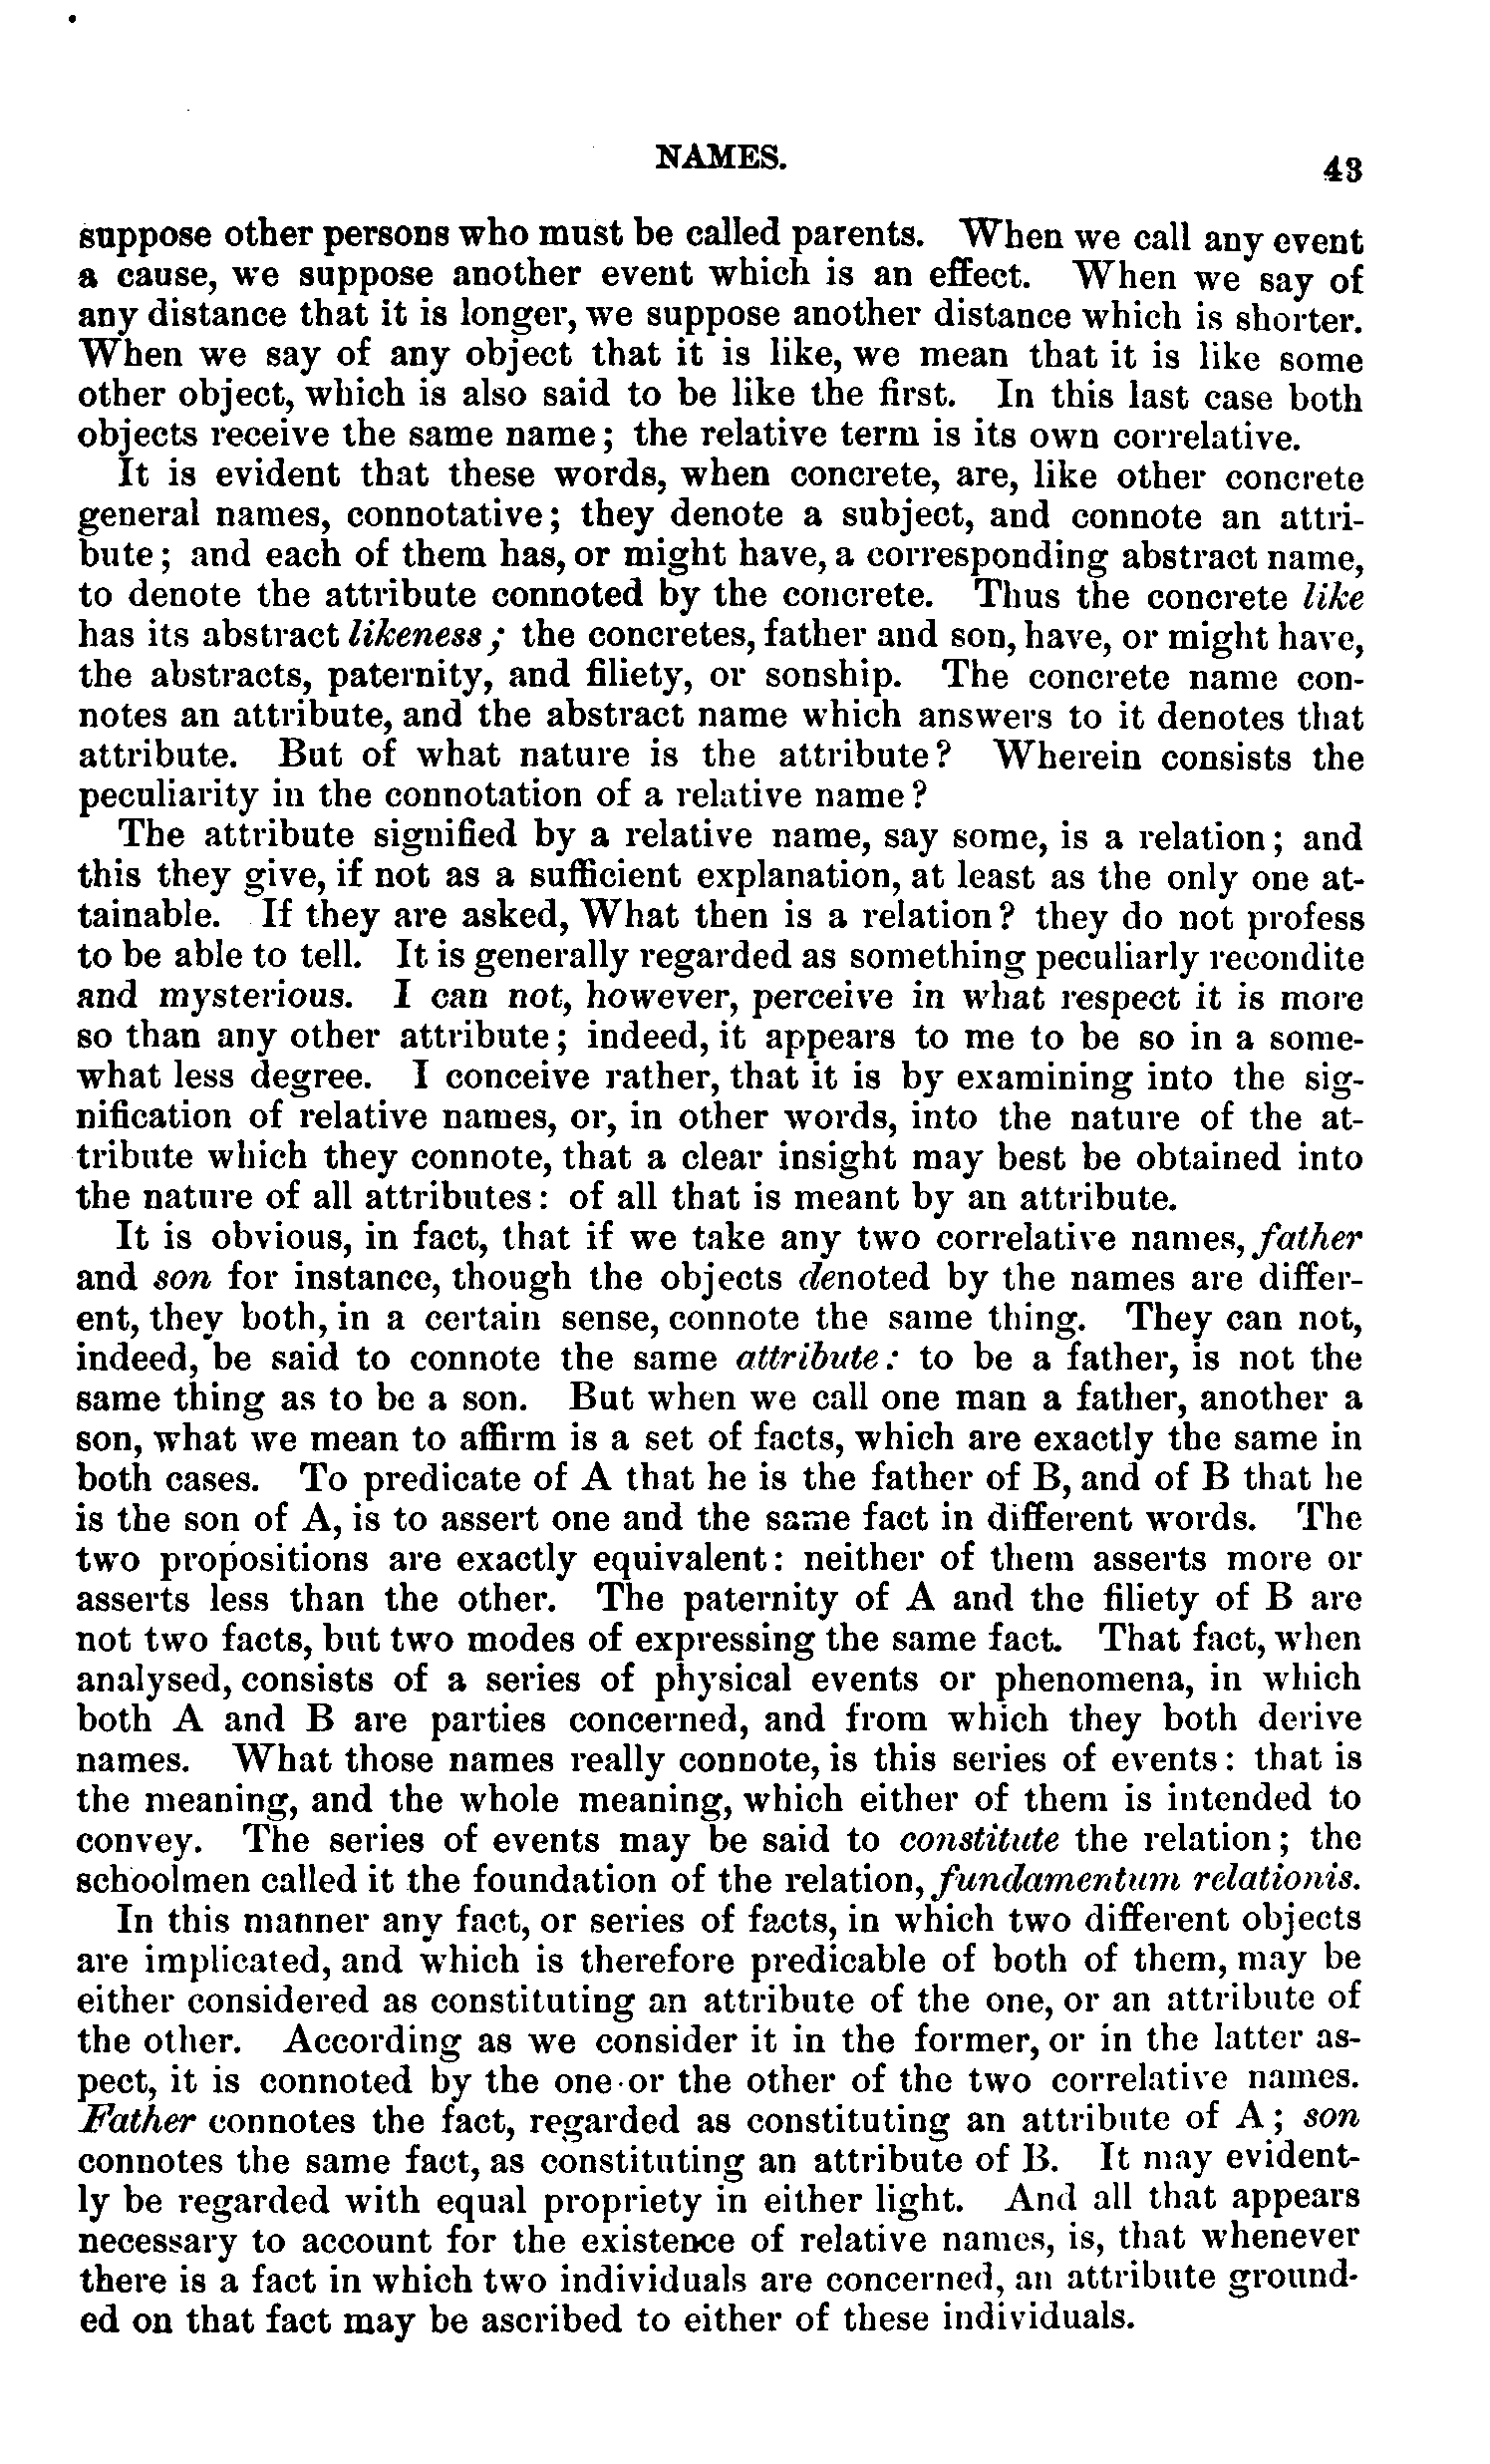 NAMES.
43
suppose other persons who must be called parents. When we call any event
a cause, we suppose another event which is an effect. When we say of
any distance that it is longer, we suppose another distance which is shorter.
When we say of any object that it is like, we mean that it is like some
other object, which is also said to be like the first. In this last case both
objects receive the same name; the relative term is its own correlative.
It is evident that these words, when concrete, are, like other concrete
general names, connotative; they denote a subject, and connote an attri-
bute; and each of them has, or might have, a corresponding abstract name,
to denote the attribute connoted by the concrete. Thus the concrete like
has its abstract likeness; the concretes, father and son, have, or might have,
the abstracts, paternity, and filiety, or sonship. The concrete name con-
notes an attribute, and the abstract name which answers to it denotes that
attribute. But of what nature is the attribute? Wherein consists the
peculiarity in the connotation of a relative name?
The attribute signified by a relative name, say some, is a relation; and
this they give, if not as a sufficient explanation, at least as the only one at-
tainable. If they are asked, What then is a relation? they do not profess
to be able to tell. It is generally regarded as something peculiarly recondite
and mysterious. I can not, however, perceive in what respect it is more
so than any other attribute; indeed, it appears to me to be so in a some-
what less degree. I conceive rather, that it is by examining into the sig-
nification of relative names, or, in other words, into the nature of the at-
tribute which they connote, that a clear insight may best be obtained into
the nature of all attributes: of all that is meant by an attribute.
It is obvious, in fact, that if we take any two correlative names, father
and son for instance, though the objects denoted by the names are differ-
ent, they both, in a certain sense, connote the same thing. They can not,
indeed, be said to connote the same attribute: to be a father, is not the
same thing as to be a son. But when we call one man a father, another a
son, what we mean to affirm is a set of facts, which are exactly the same in
both cases. To predicate of A that he is the father of B, and of B that he
is the son of A, is to assert one and the same fact in different words. The
two propositions are exactly equivalent: neither of them asserts more or
asserts less than the other. The paternity of A and the filiety of B are
not two facts, but two modes of expressing the same fact. That fact, when
analysed, consists of a series of physical events or phenomena, in which
both A and B are parties concerned, and from which they both derive
names. What those names really connote, is this series of events: that is
the meaning, and the whole meaning, which either of them is intended to
convey. The series of events may be said to constitute the relation; the
schoolmen called it the foundation of the relation, fundamentum relationis.
In this manner any fact, or series of facts, in which two different objects
are implicated, and which is therefore predicable of both of them, may be
either considered as constituting an attribute of the one, or an attribute of
the other. According as we consider it in the former, or in the latter as-
pect, it is connoted by the one or the other of the two correlative names.
Father connotes the fact, regarded as constituting an attribute of A; son
connotes the same fact, as constituting an attribute of B. It may evident-
ly be regarded with equal propriety in either light. And all that appears
necessary to account for the existence of relative names, is, that whenever
there is a fact in which two individuals are concerned, an attribute ground-
ed on that fact may be ascribed to either of these individuals.